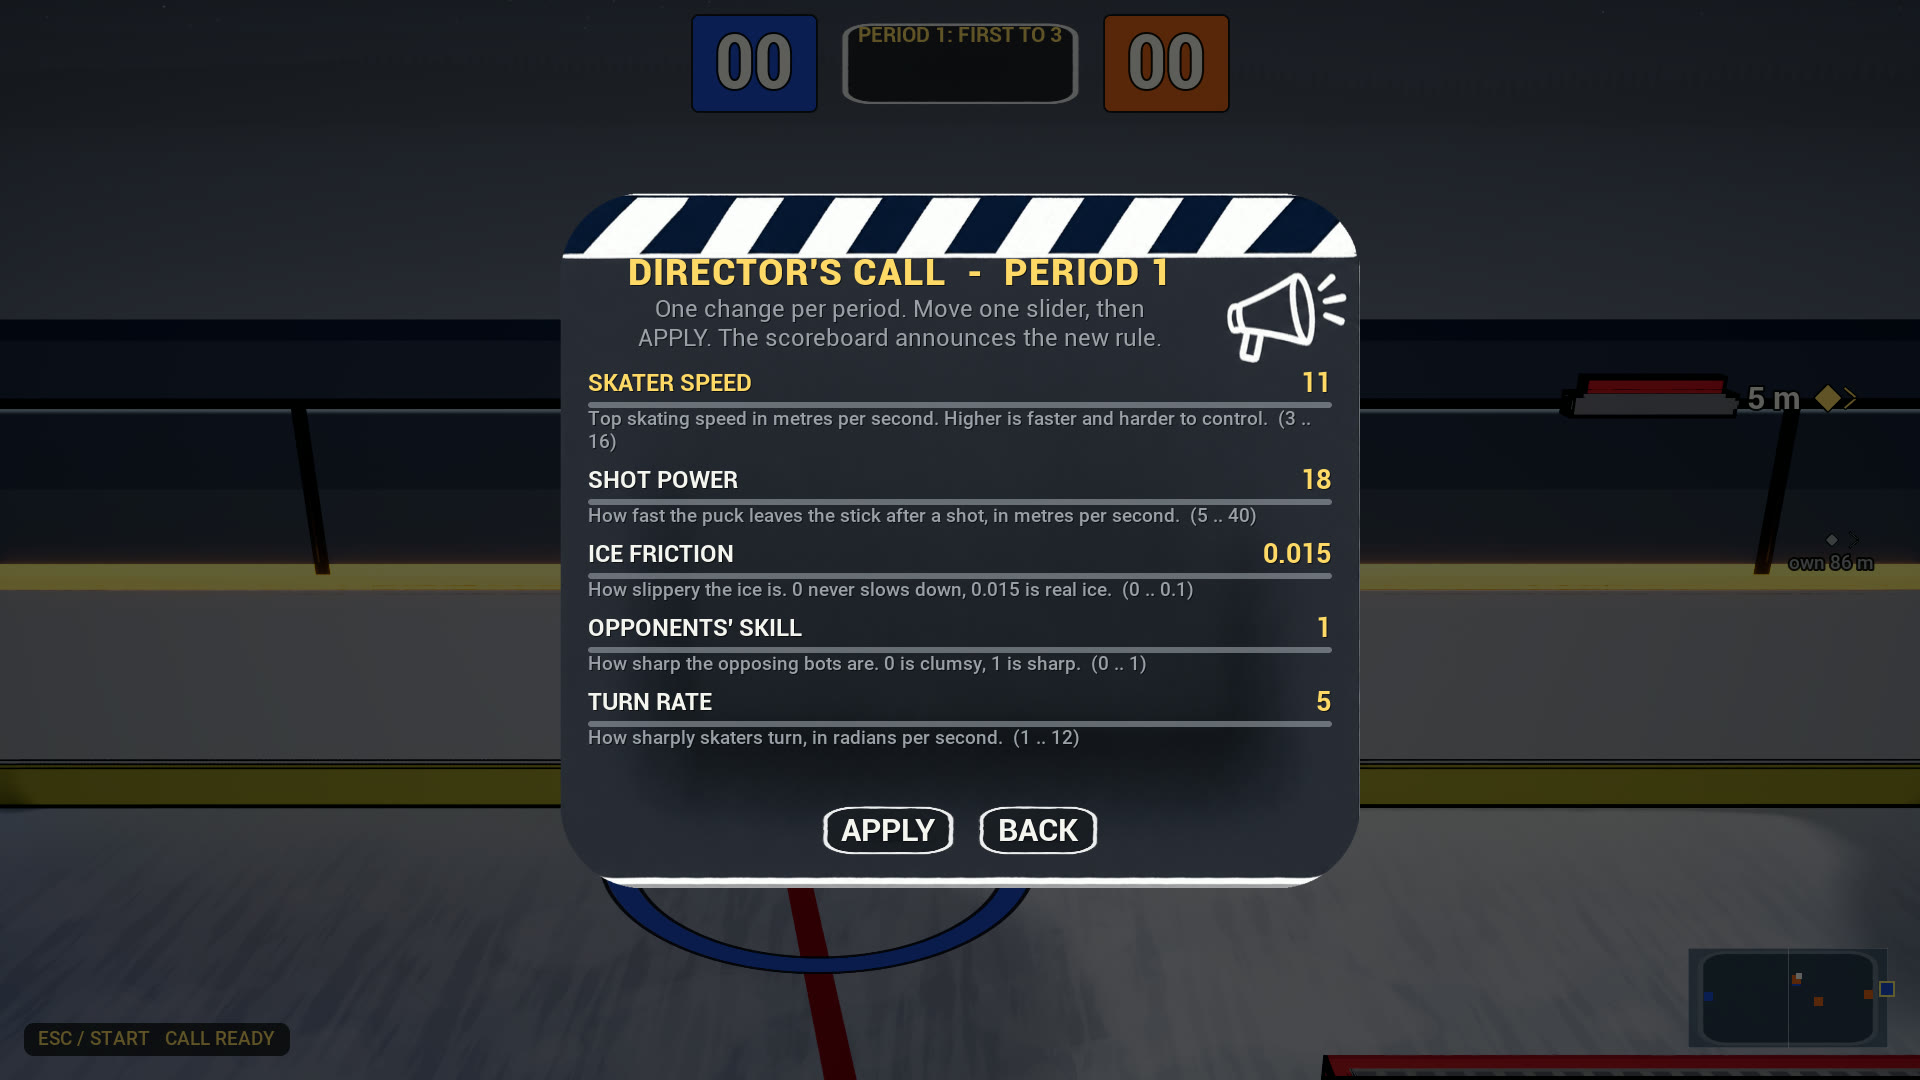 00
PERIOD 1: FIRST TO 3
00
DIRECTOR'S CALL - PERIOD 1
One change per period. Move one slider, then
APPLY. The scoreboard announces the new rule.
SKATER SPEED 11
Top skating speed in metres per second. Higher is faster and harder to control. (3 ..
16)
SHOT POWER 18
How fast the puck leaves the stick after a shot, in metres per second. (5 .. 40)
ICE FRICTION 0.015
How slippery the ice is. 0 never slows down, 0.015 is real ice. (0 .. 0.1)
OPPONENTS' SKILL 1
How sharp the opposing bots are. 0 is clumsy, 1 is sharp. (0 .. 1)
TURN RATE 5
How sharply skaters turn, in radians per second. (1 .. 12)
APPLY BACK
5 m
own 86 m
ESC / START CALL READY